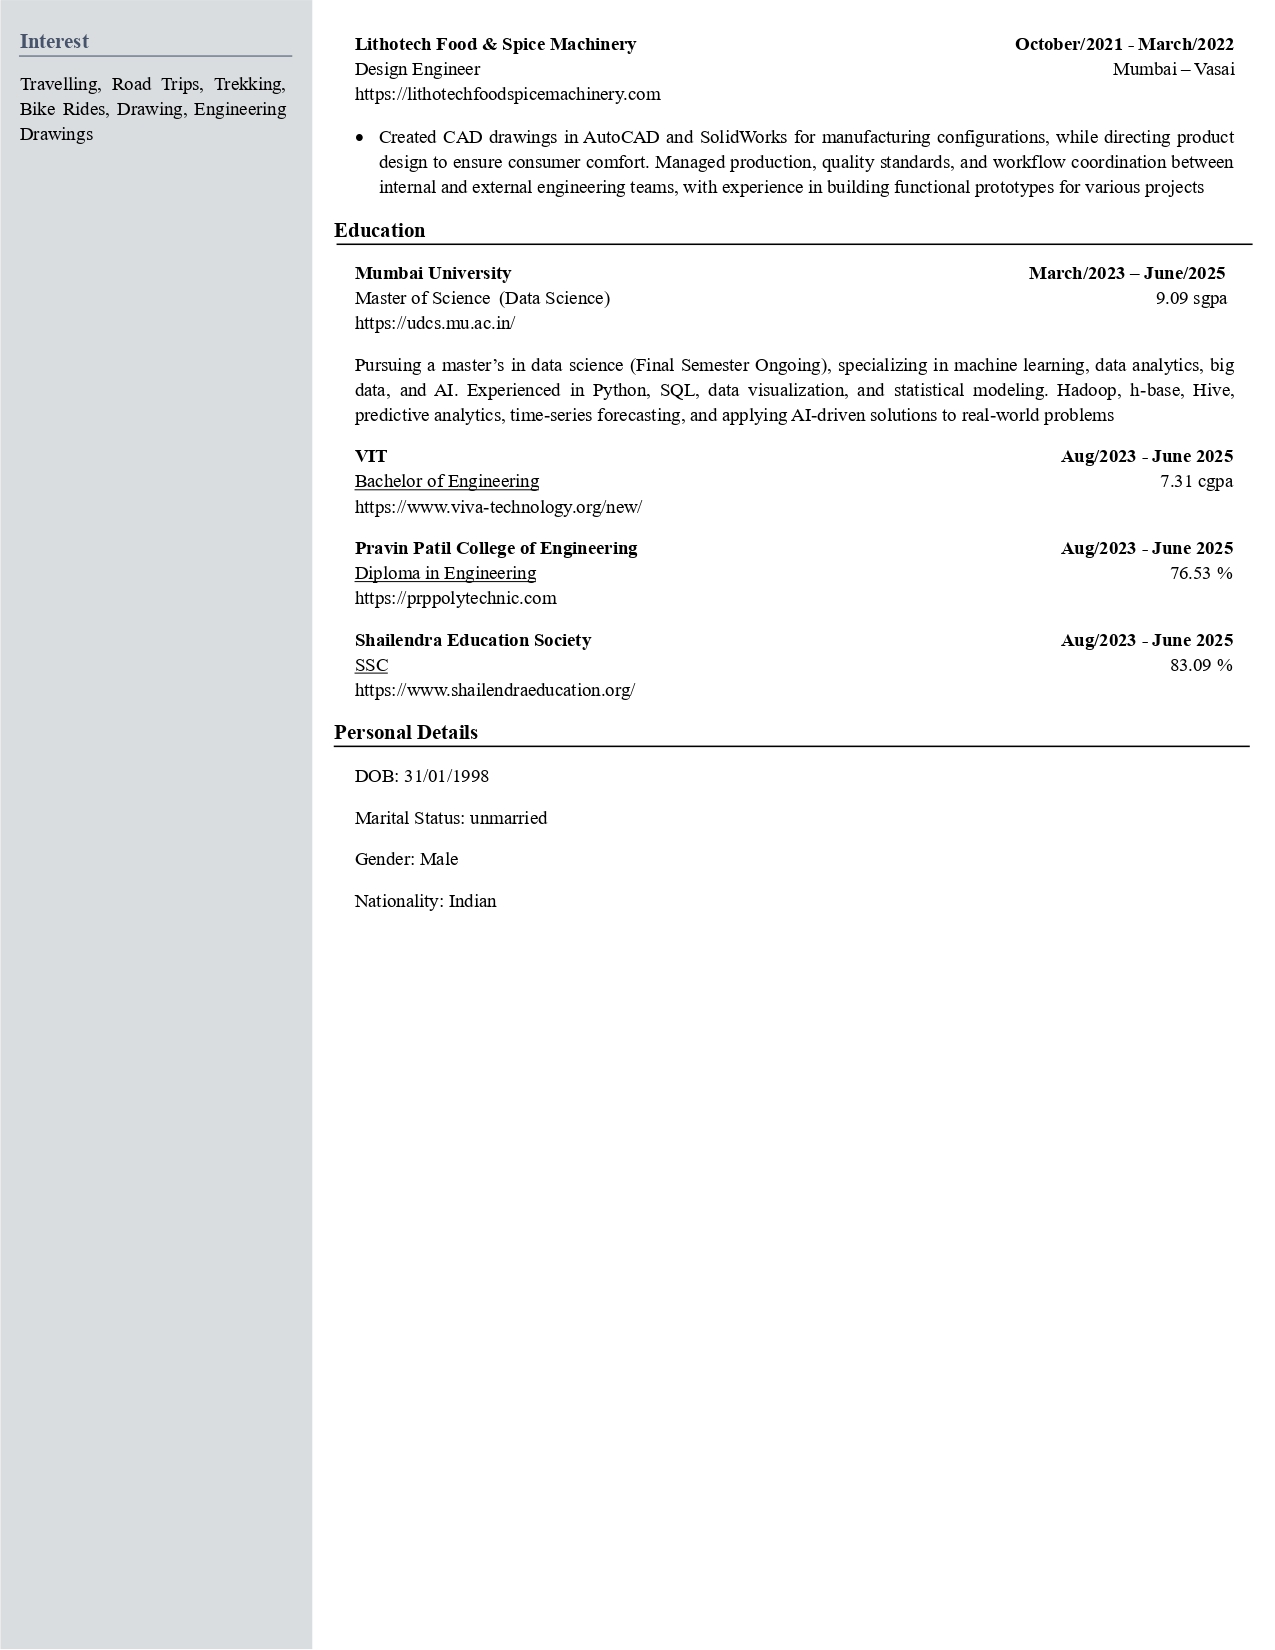 Interest
Travelling, Road Trips, Trekking,
Bike Rides, Drawing, Engineering
Drawings
Lithotech Food & Spice Machinery October/2021 - March/2022
Design Engineer Mumbai – Vasai
https://lithotechfoodspicemachinery.com
• Created CAD drawings in AutoCAD and SolidWorks for manufacturing configurations, while directing product
design to ensure consumer comfort. Managed production, quality standards, and workflow coordination between
internal and external engineering teams, with experience in building functional prototypes for various projects
Education
Mumbai University March/2023 – June/2025
Master of Science (Data Science) 9.09 sgpa
https://udcs.mu.ac.in/
Pursuing a master’s in data science (Final Semester Ongoing), specializing in machine learning, data analytics, big
data, and AI. Experienced in Python, SQL, data visualization, and statistical modeling. Hadoop, h-base, Hive,
predictive analytics, time-series forecasting, and applying AI-driven solutions to real-world problems
VIT Aug/2023 - June 2025
Bachelor of Engineering 7.31 cgpa
https://www.viva-technology.org/new/
Pravin Patil College of Engineering Aug/2023 - June 2025
Diploma in Engineering 76.53 %
https://prppolytechnic.com
Shailendra Education Society Aug/2023 - June 2025
SSC 83.09 %
https://www.shailendraeducation.org/
Personal Details
DOB: 31/01/1998
Marital Status: unmarried
Gender: Male
Nationality: Indian